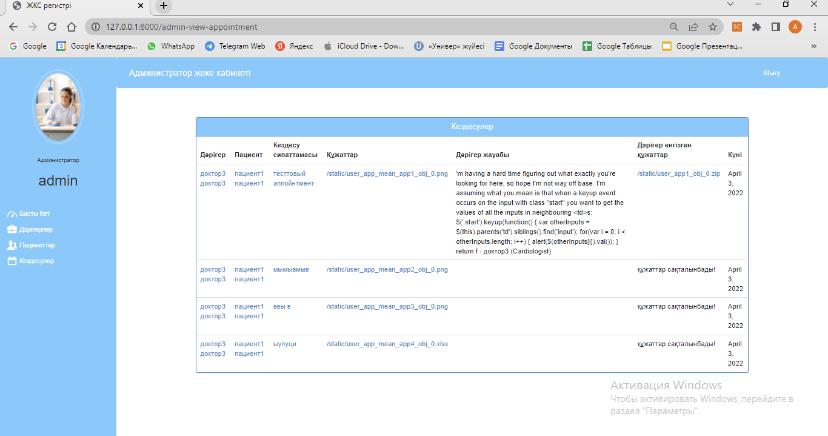 ЖКС регистрі
127.0.0.1:8000/admin-view-appointment
Google
Google Календарь...
WhatsApp
Telegram Web
Яндекс
iCloud Drive - Dow...
«Универ» жүйесі
Google Документы
Google Таблицы
Google Презентац...
Администратор жеке кабинеті
Шығу
Администратор
admin
Басты бет
Дәрігерлер
Пациенттер
Кездесулер
Кездесулер
Дәрігер Пациент Кездесу сипаттамасы Құжаттар Дәрігер жауабы Дәрігер енгізген құжаттар Күні
доктор3 пациент1 тесттовый /static/user_app_mean_app1_obj_0.png 'm having a hard time figuring out what exactly you're /static/user_app1_obj_0.zip April
доктор3 пациент1 аппойнтмент looking for here, so hope I'm not way off base. I'm 3,
assuming what you mean is that when a keyup event 2022
occurs on the input with class "start" you want to get the
values of all the inputs in neighbouring <td>s:
$('.start').keyup(function() { var otherInputs =
$(this).parents('td').siblings().find('input'); for(var i = 0; i <
otherInputs.length; i++) { alert($(otherInputs[i]).val()); }
return f - доктор3 (Cardiologist)
доктор3 пациент1 мымывмыв /static/user_app_mean_app2_obj_0.png құжаттар сақталынбады! April
доктор3 пациент1 3,
2022
доктор3 пациент1 ввы в /static/user_app_mean_app3_obj_0.png құжаттар сақталынбады! April
доктор3 пациент1 3,
2022
доктор3 пациент1 ыулуци /static/user_app_mean_app4_obj_0.xlsx құжаттар сақталынбады! April
доктор3 пациент1 3,
2022
Активация Windows
Чтобы активировать Windows, перейдите в
раздел "Параметры".